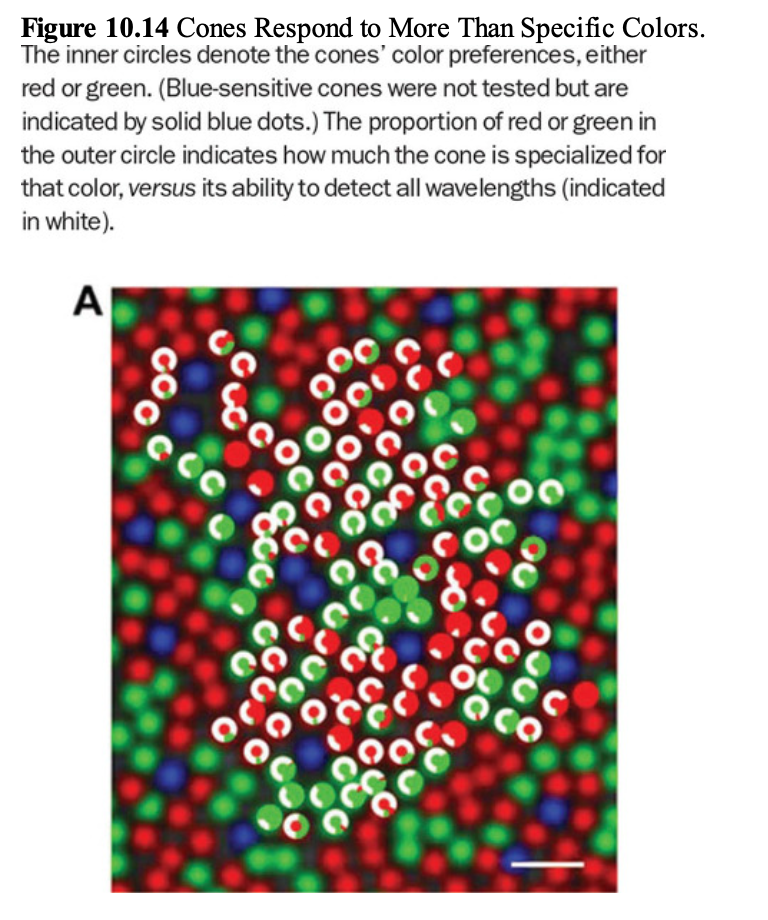 Figure 10.14 Cones Respond to More Than Specific Colors.
The inner circles denote the cones’ color preferences, either
red or green. (Blue-sensitive cones were not tested but are
indicated by solid blue dots.) The proportion of red or green in
the outer circle indicates how much the cone is specialized for
that color, versus its ability to detect all wavelengths (indicated
in white).
A